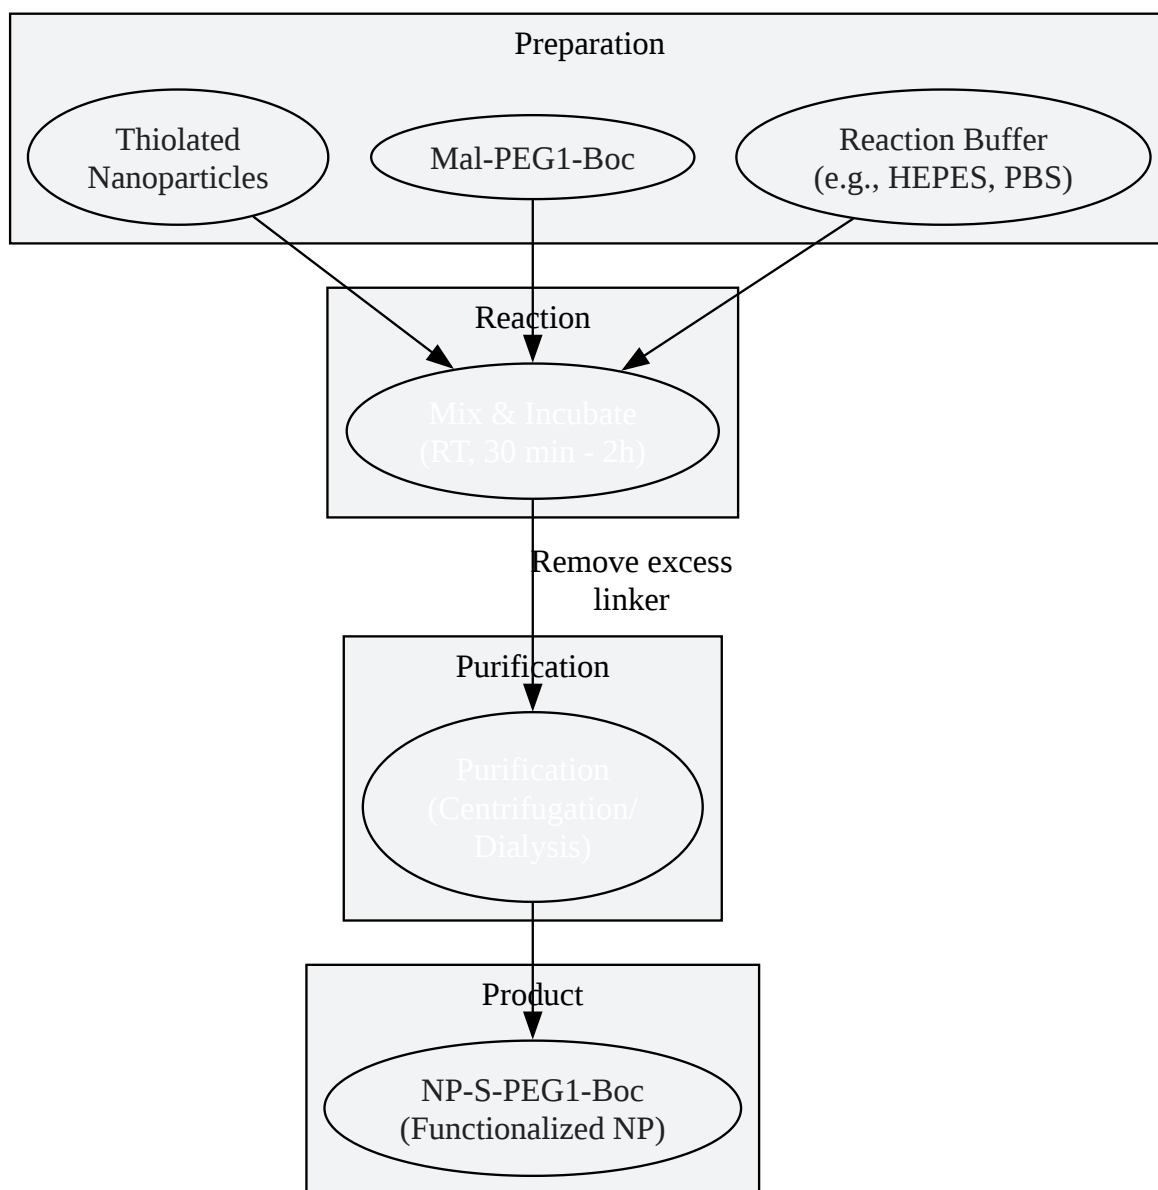 Preparation
Thiolated
Nanoparticles
Mal-PEG1-Boc
Reaction Buffer
(e.g., HEPES, PBS)
Reaction
Mix & Incubate
(RT, 30 min - 2h)
Remove excess
linker
Purification
Purification
(Centrifugation/
Dialysis)
Product
NP-S-PEG1-Boc
(Functionalized NP)